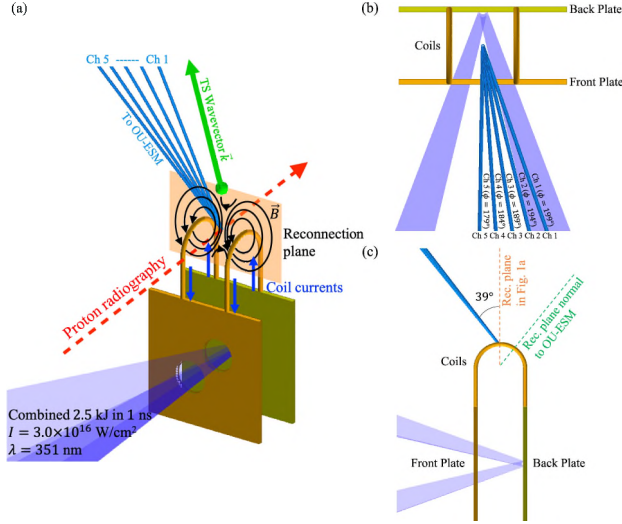 (a)
Ch 5 ------ Ch 1
To OU-ESM
TS Wavevector k⃗
B⃗
Reconnection
plane
Coil currents
Proton radiography
Combined 2.5 kJ in 1 ns
I = 3.0×10¹⁶ W/cm²
λ = 351 nm
(b)
Back Plate
Coils
Front Plate
Ch 5 (ϕ = 179°)
Ch 4 (ϕ = 184°)
Ch 3 (ϕ = 189°)
Ch 2 (ϕ = 194°)
Ch 1 (ϕ = 199°)
Ch 5 Ch 4 Ch 3 Ch 2 Ch 1
(c)
39°
Rec. plane
in Fig. 1a
Rec. plane normal
to OU-ESM
Coils
Front Plate
Back Plate